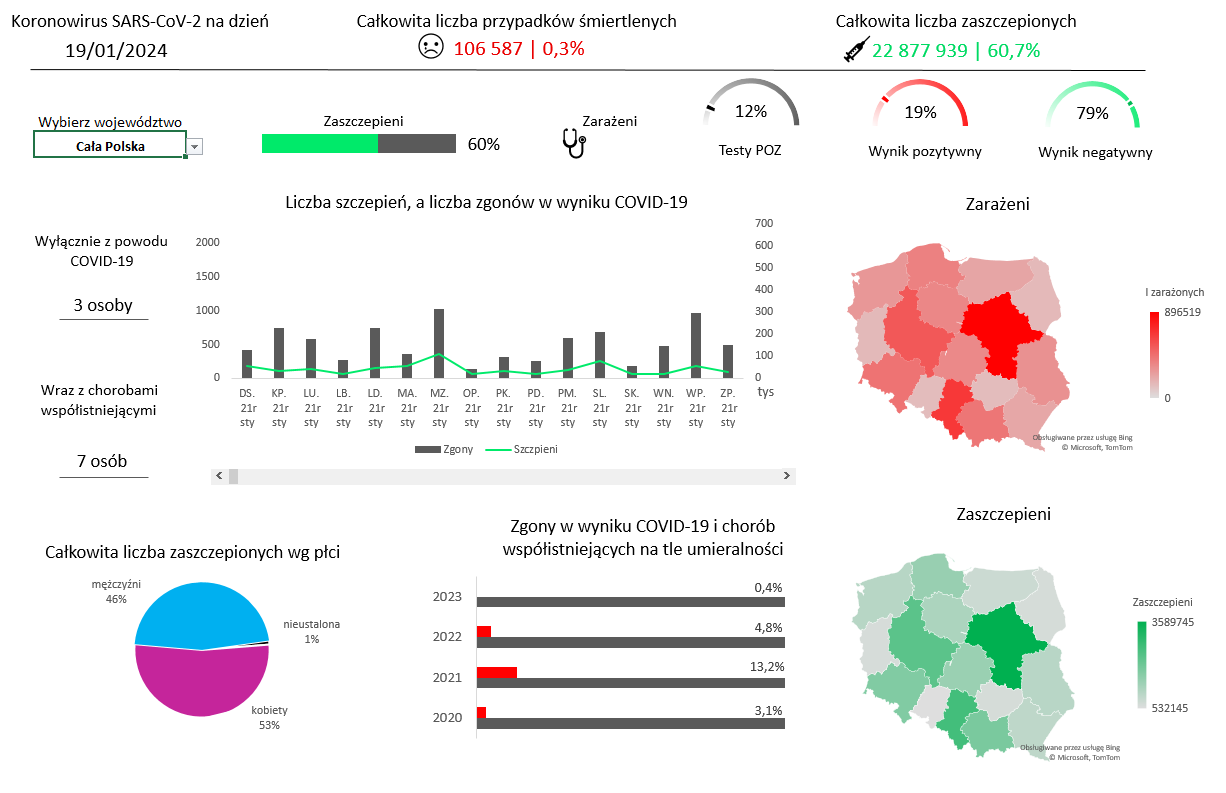 Koronowirus SARS-CoV-2 na dzień
19/01/2024
Całkowita liczba przypadków śmiertlenych
106 587 | 0,3%
Całkowita liczba zaszczepionych
22 877 939 | 60,7%
Wybierz województwo
Cała Polska
Zaszczepieni
60%
Zarażeni
12%
Testy POZ
19%
Wynik pozytywny
79%
Wynik negatywny
Wyłącznie z powodu
COVID-19
3 osoby
Wraz z chorobami
współistniejącymi
7 osób
Liczba szczepień, a liczba zgonów w wyniku COVID-19
2000
1500
1000
500
0
700
600
500
400
300
200
100
0
tys
DS. KP. LU. LB. LD. MA. MZ. OP. PK. PD. PM. SL. SK. WN. WP. ZP.
21r 21r 21r 21r 21r 21r 21r 21r 21r 21r 21r 21r 21r 21r 21r 21r
sty sty sty sty sty sty sty sty sty sty sty sty sty sty sty sty
Zgony Szczpieni
Zarażeni
l zarażonych
896519
0
Obsługiwane przez usługę Bing
© Microsoft, TomTom
Całkowita liczba zaszczepionych wg płci
mężczyźni
46%
nieustalona
1%
kobiety
53%
Zgony w wyniku COVID-19 i chorób
współistniejących na tle umieralności
2023 0,4%
2022 4,8%
2021 13,2%
2020 3,1%
Zaszczepieni
Zaszczepieni
3589745
532145
Obsługiwane przez usługę Bing
© Microsoft, TomTom